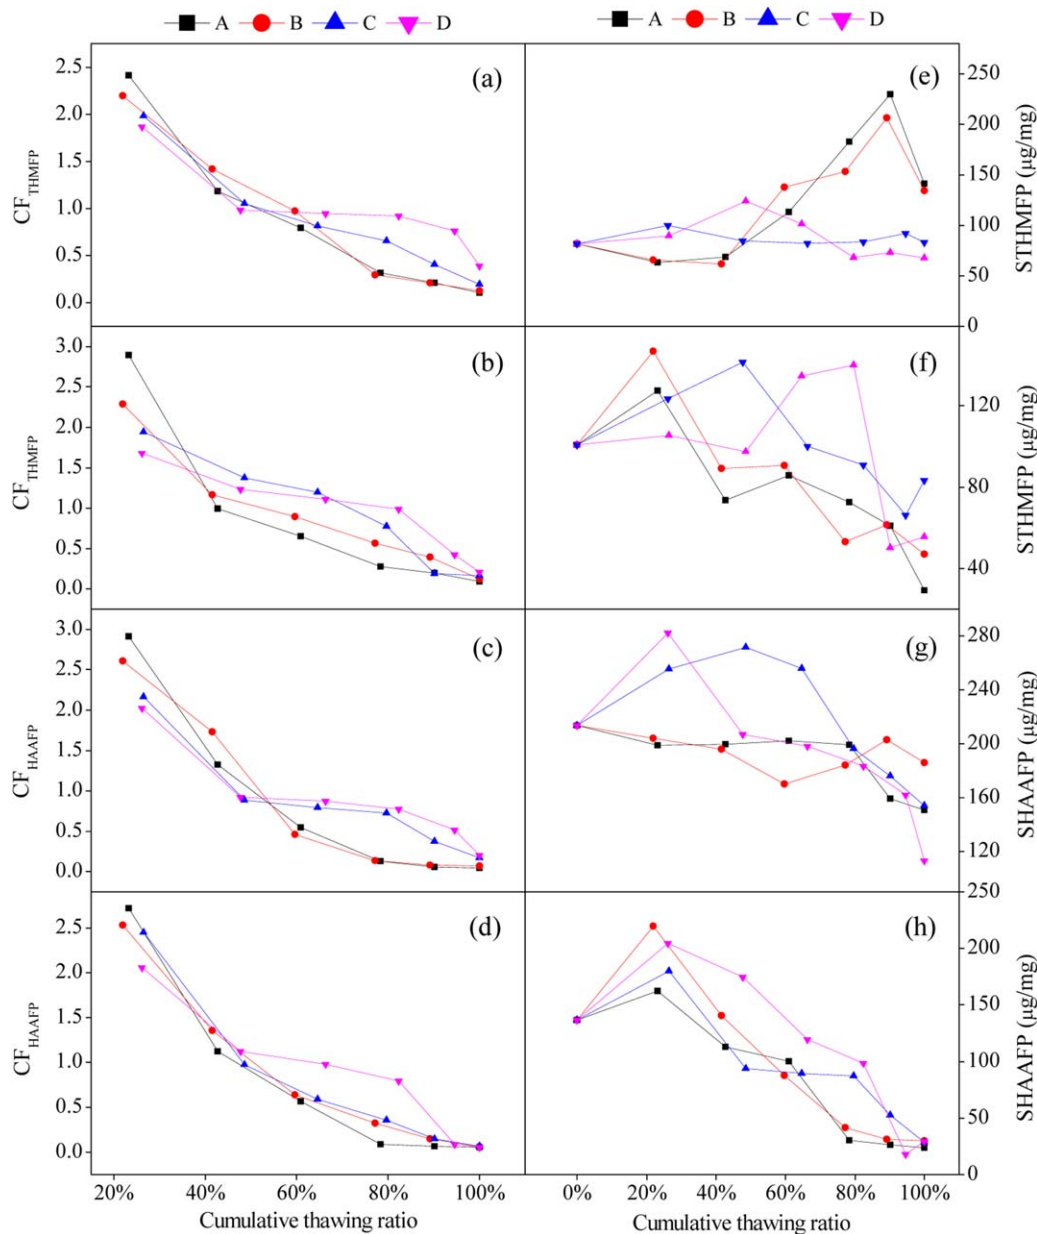 A B C D
A B C D
(a)
2.5
2.0
1.5
1.0
0.5
0.0
CF_THMFP
(e)
250
200
150
100
50
0
STHMFP (μg/mg)
(b)
3.0
2.5
2.0
1.5
1.0
0.5
0.0
CF_THMFP
(f)
120
80
40
STHMFP (μg/mg)
(c)
3.0
2.5
2.0
1.5
1.0
0.5
0.0
CF_HAAFP
(g)
280
240
200
160
120
SHAAFP (μg/mg)
(d)
2.5
2.0
1.5
1.0
0.5
0.0
CF_HAAFP
(h)
250
200
150
100
50
0
SHAAFP (μg/mg)
20% 40% 60% 80% 100%
0% 20% 40% 60% 80% 100%
Cumulative thawing ratio
Cumulative thawing ratio